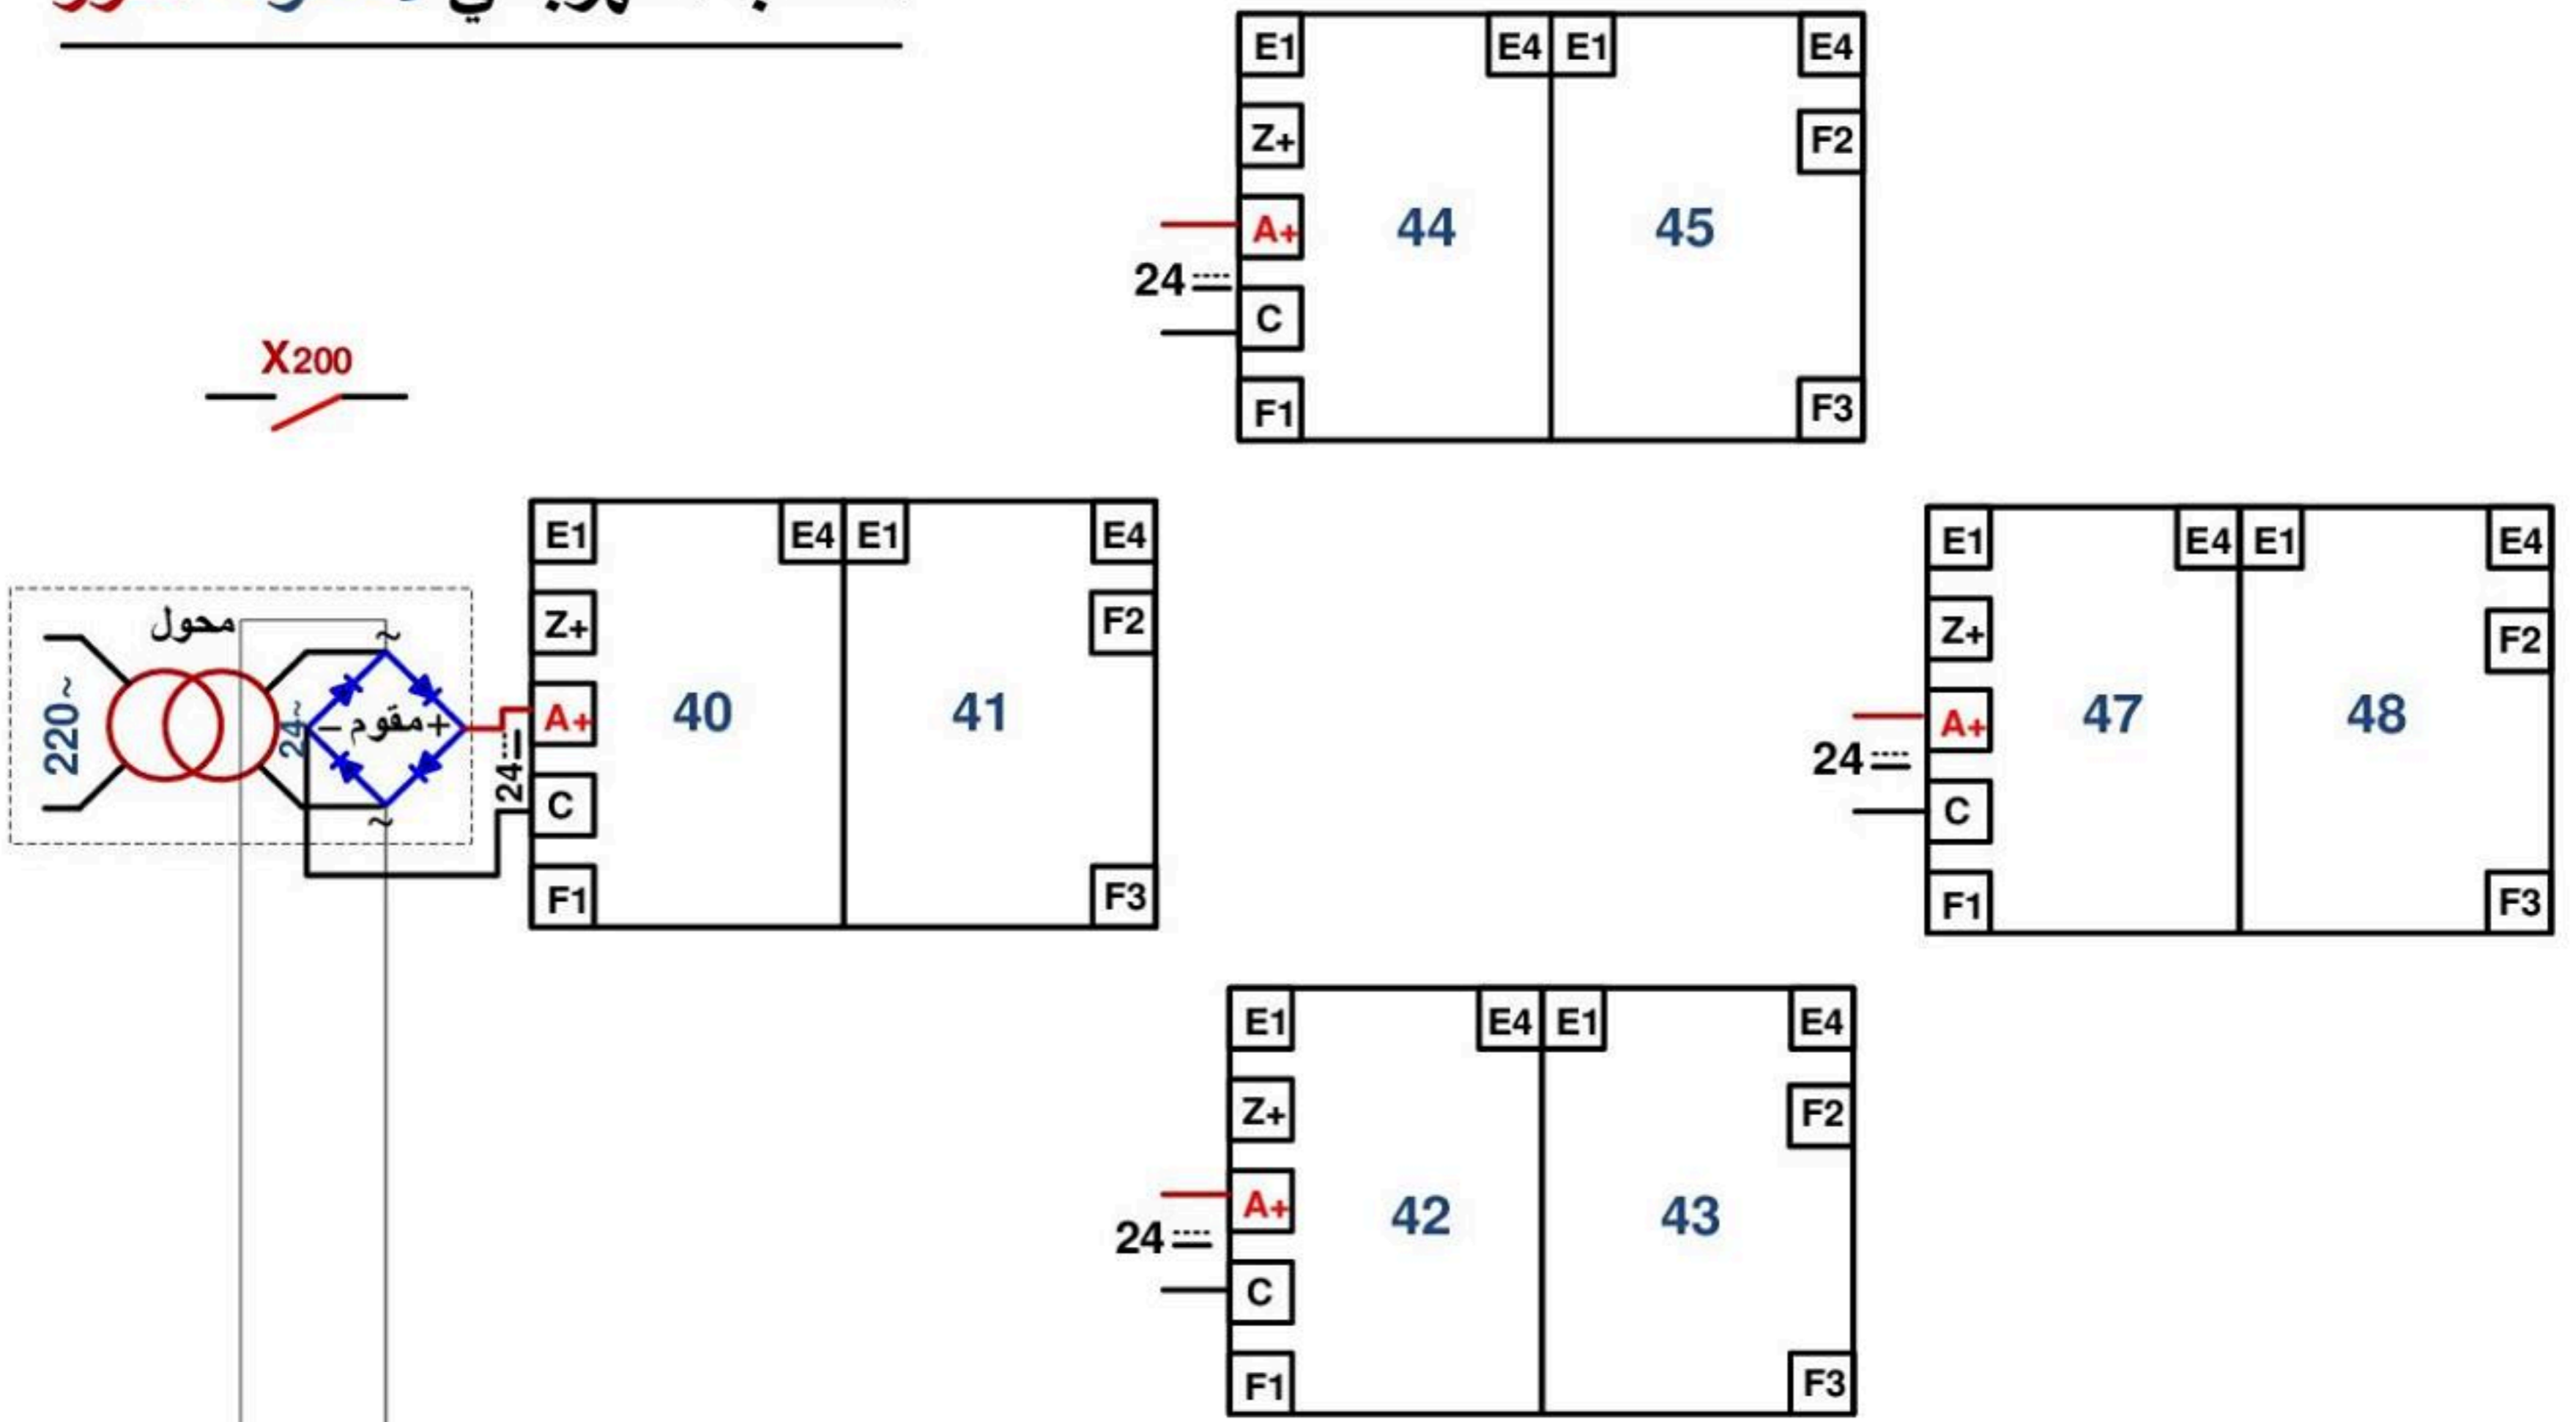 E1 E4 E1 E4
Z+ F2
A+ 44 45
24
C
F1 F3
X200
E1 E4 E1 E4
Z+ F2
A+ 40 41
C
F1 F3
محول
~
220~
24~
- مقوم +
24
~
E1 E4 E1 E4
Z+ F2
A+ 47 48
24
C
F1 F3
E1 E4 E1 E4
Z+ F2
A+ 42 43
24
C
F1 F3